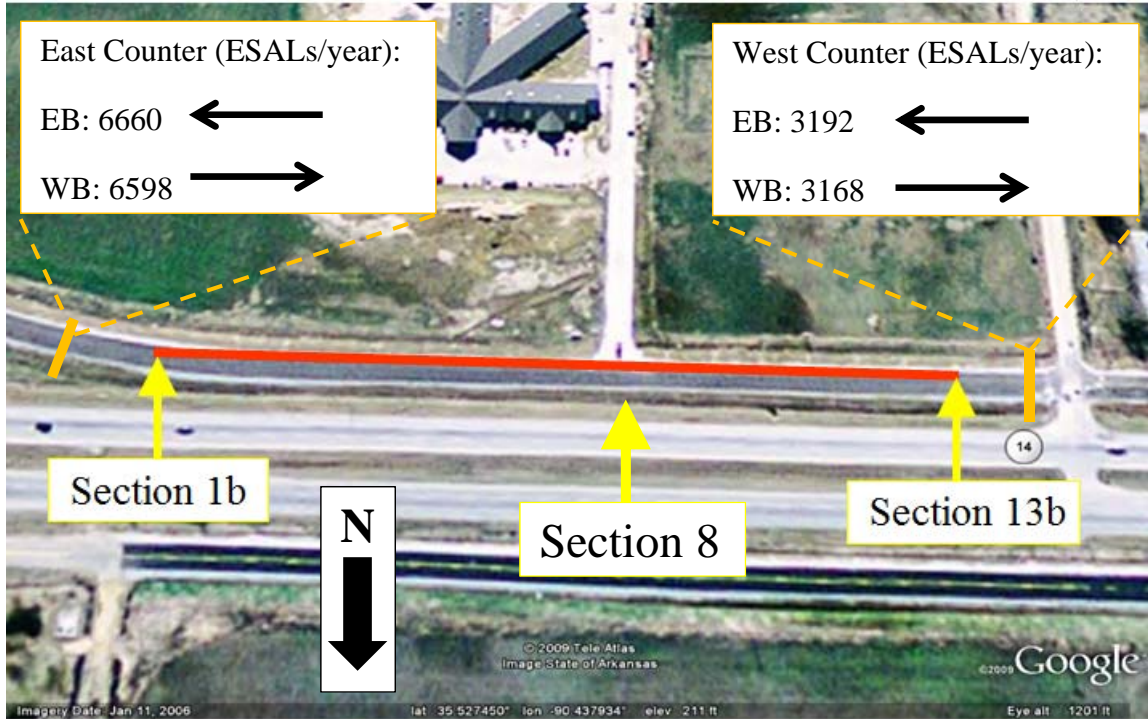 East Counter (ESALs/year):
EB: 6660
WB: 6598
West Counter (ESALs/year):
EB: 3192
WB: 3168
14
Section 1b
Section 8
Section 13b
N
© 2009 Tele Atlas
Image State of Arkansas
©2009 Google
Imagery Date: Jan 11, 2006 lat 35.527450° lon -90.437934° elev 211 ft Eye alt 1201 ft